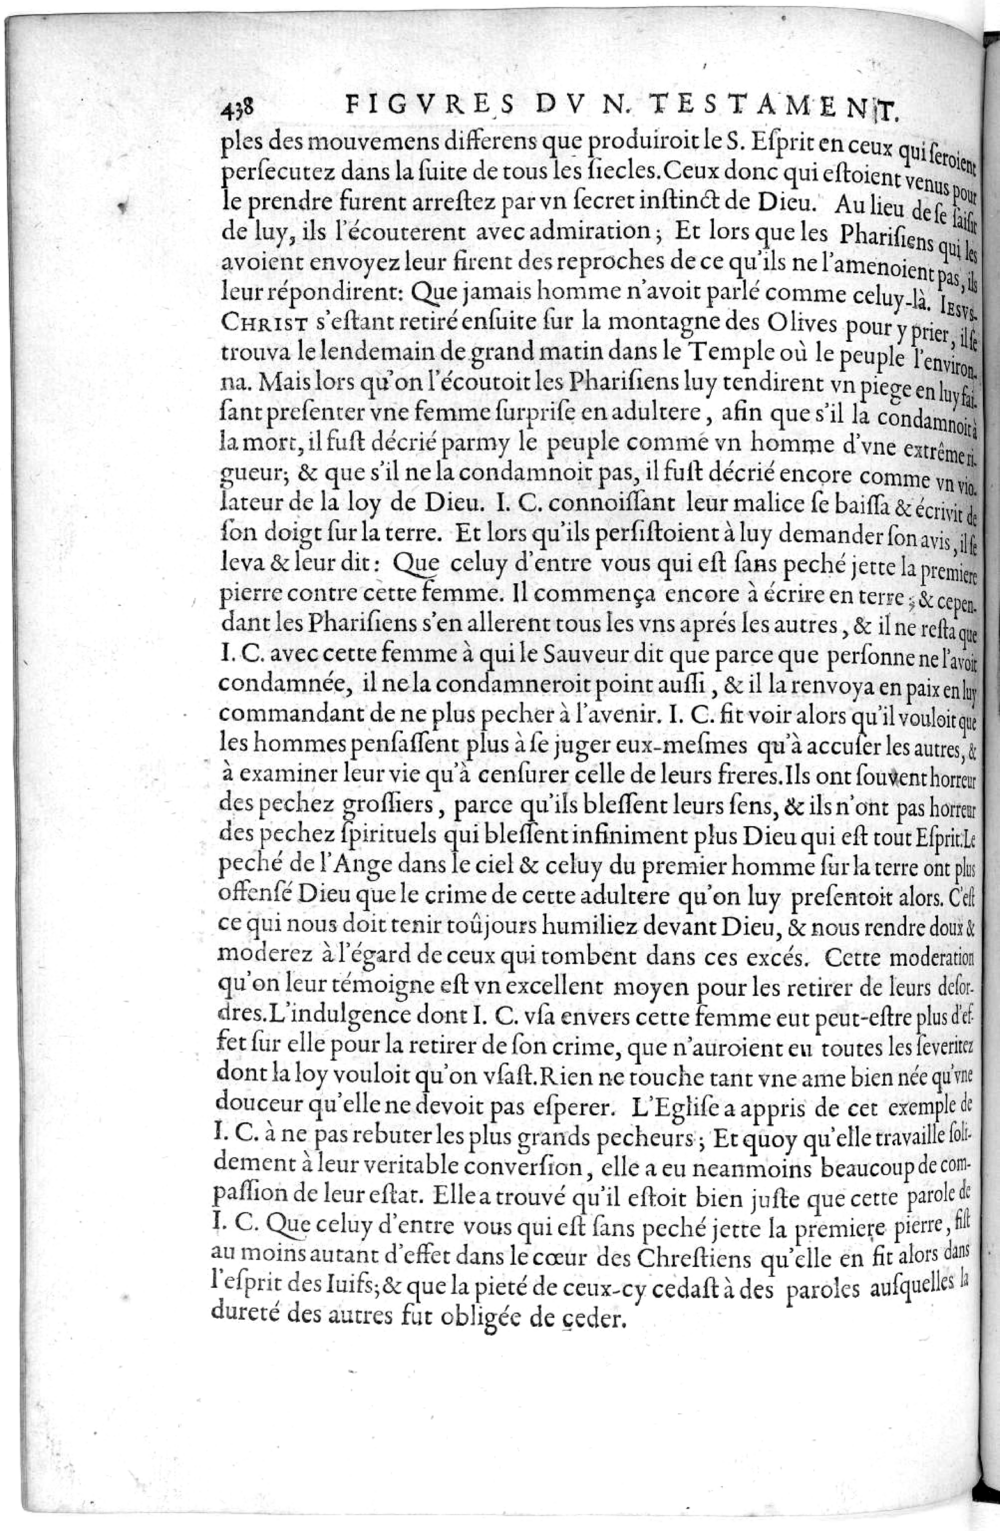 438 FIGVRES DV N. TESTAMENT.
ples des mouvemens differens que produiroit le S. Eſprit en ceux qui ſeroient
perſecutez dans la ſuite de tous les ſiecles. Ceux donc qui eſtoient venus pour
le prendre furent arreſtez par vn ſecret inſtinct de Dieu. Au lieu de ſe ſaiſir
de luy, ils l'écouterent avec admiration; Et lors que les Phariſiens qui les
avoient envoyez leur firent des reproches de ce qu'ils ne l'amenoient pas, ils
leur répondirent: Que jamais homme n'avoit parlé comme celuy-là. IESVS-
CHRIST s'eſtant retiré enſuite ſur la montagne des Olives pour y prier, il ſe
trouva le lendemain de grand matin dans le Temple où le peuple l'environ-
na. Mais lors qu'on l'écoutoit les Phariſiens luy tendirent vn piege en luy fai-
ſant preſenter vne femme ſurpriſe en adultere, afin que s'il la condamnoit à
la mort, il fuſt décrié parmy le peuple comme vn homme d'vne extrême ri-
gueur; & que s'il ne la condamnoit pas, il fuſt décrié encore comme vn vio-
lateur de la loy de Dieu. I. C. connoiſſant leur malice ſe baiſſa & écrivit de
ſon doigt ſur la terre. Et lors qu'ils perſiſtoient à luy demander ſon avis, il ſe
leva & leur dit: Que celuy d'entre vous qui eſt ſans peché jette la premiere
pierre contre cette femme. Il commença encore à écrire en terre; & cepen-
dant les Phariſiens s'en allerent tous les vns aprés les autres, & il ne reſta que
I. C. avec cette femme à qui le Sauveur dit que parce que perſonne ne l'avoit
condamnée, il ne la condamneroit point auſſi, & il la renvoya en paix en luy
commandant de ne plus pecher à l'avenir. I. C. fit voir alors qu'il vouloit que
les hommes penſaſſent plus à ſe juger eux-meſmes qu'à accuſer les autres, &
à examiner leur vie qu'à cenſurer celle de leurs freres. Ils ont ſouvent horreur
des pechez groſſiers, parce qu'ils bleſſent leurs ſens, & ils n'ont pas horreur
des pechez ſpirituels qui bleſſent infiniment plus Dieu qui eſt tout Eſprit. Le
peché de l'Ange dans le ciel & celuy du premier homme ſur la terre ont plus
offenſé Dieu que le crime de cette adultere qu'on luy preſentoit alors. C'eſt
ce qui nous doit tenir toûjours humiliez devant Dieu, & nous rendre doux &
moderez à l'égard de ceux qui tombent dans ces excés. Cette moderation
qu'on leur témoigne eſt vn excellent moyen pour les retirer de leurs deſor-
dres. L'indulgence dont I. C. vſa envers cette femme eut peut-eſtre plus d'ef-
fet ſur elle pour la retirer de ſon crime, que n'auroient eu toutes les ſeveritez
dont la loy vouloit qu'on vſaſt. Rien ne touche tant vne ame bien née qu'vne
douceur qu'elle ne devoit pas eſperer. L'Egliſe a appris de cet exemple de
I. C. à ne pas rebuter les plus grands pecheurs; Et quoy qu'elle travaille ſoli-
dement à leur veritable converſion, elle a eu neanmoins beaucoup de com-
paſſion de leur eſtat. Elle a trouvé qu'il eſtoit bien juſte que cette parole de
I. C. Que celuy d'entre vous qui eſt ſans peché jette la premiere pierre, fiſt
au moins autant d'effet dans le cœur des Chreſtiens qu'elle en fit alors dans
l'eſprit des Iuifs; & que la pieté de ceux-cy cedaſt à des paroles auſquelles la
dureté des autres fut obligée de çeder.